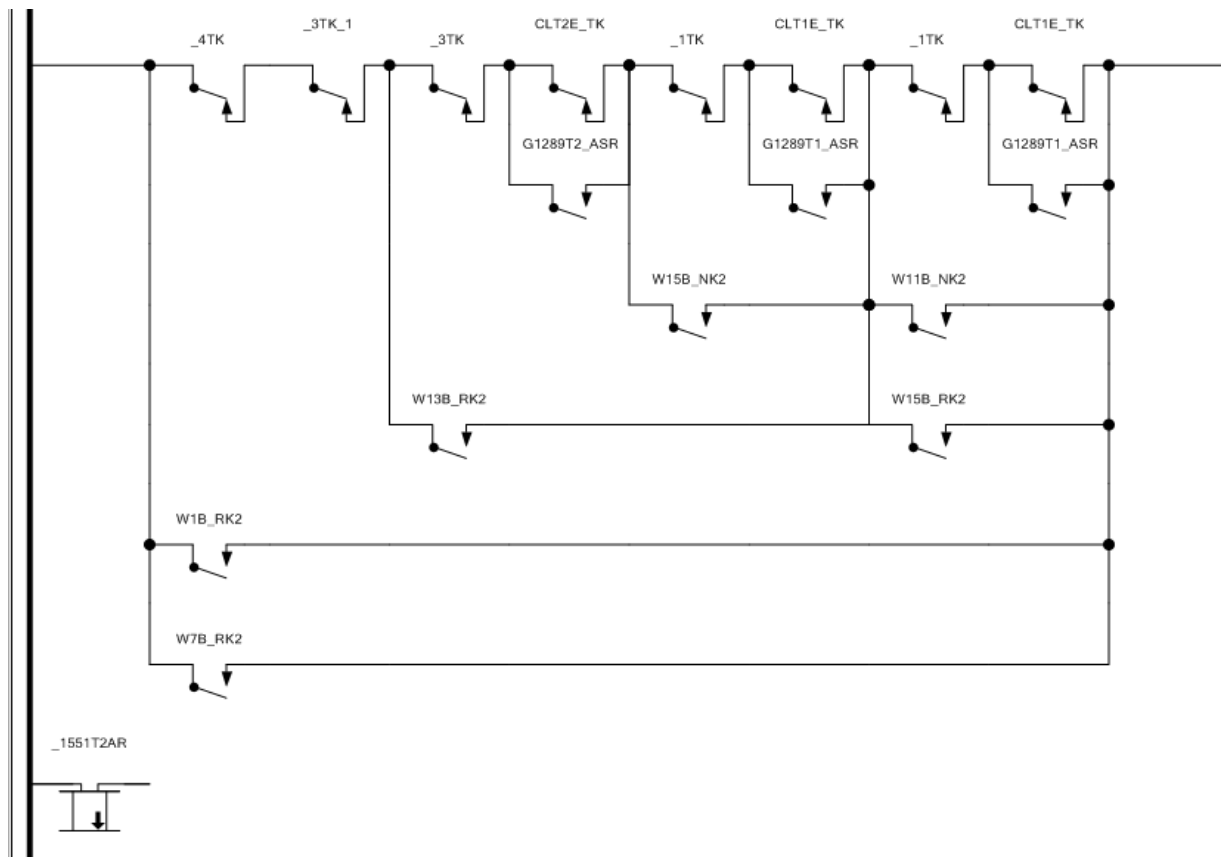 _3TK_1 CLT2E_TK CLT1E_TK CLT1E_TK
_4TK _3TK _1TK _1TK
G1289T2_ASR G1289T1_ASR G1289T1_ASR
W15B_NK2 W11B_NK2
W13B_RK2 W15B_RK2
W1B_RK2
W7B_RK2
_1551T2AR